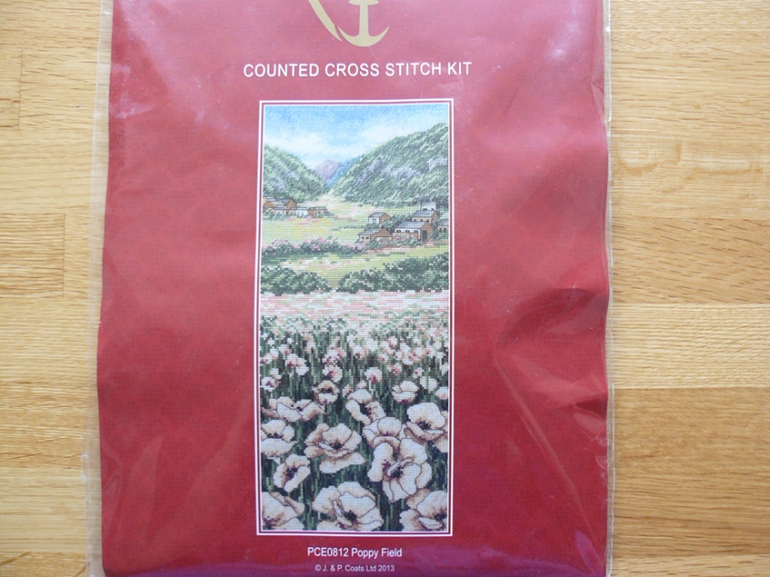 COUNTED CROSS STITCH KIT
PCE0812 Poppy Field
© J. & P. Coats Ltd 2013